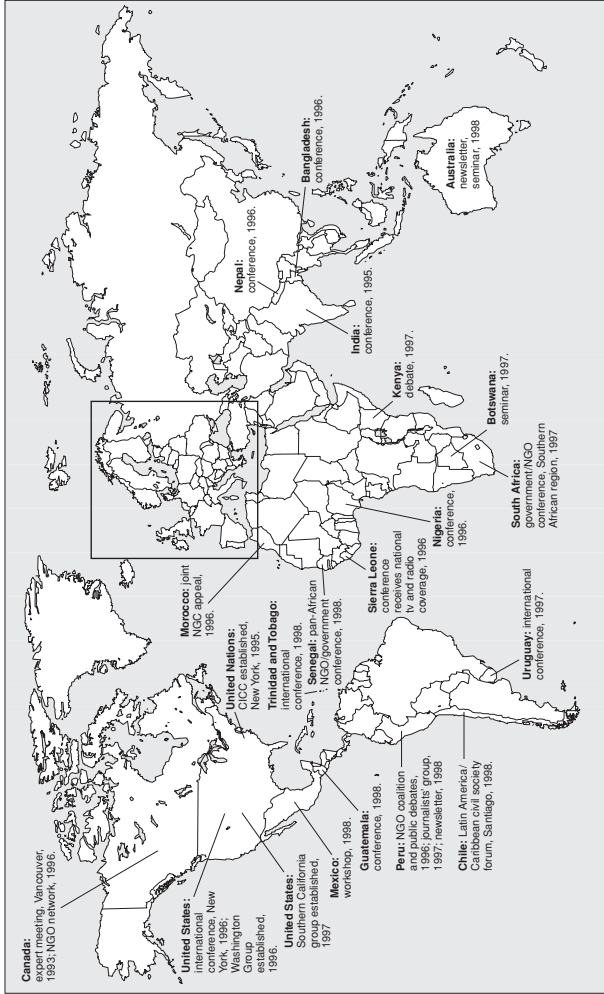 Canada:
expert meeting, Vancouver,
1993; NGO network, 1996.
United States:
international
conference, New
York, 1996;
Washington
Group
established,
1996.
United States:
Southern California
group established,
1997
Mexico:
workshop, 1998.
Guatemala:
conference, 1998.
Peru: NGO coalition
and public debates,
1996; journalists' group,
1997; newsletter, 1998
Chile: Latin America/
Caribbean civil society
forum, Santiago, 1998.
Uruguay: international
conference, 1997.
Morocco: joint
NGC appeal,
1996.
United Nations:
CICC established,
New York, 1995.
Trinidad and Tobago:
international
conference, 1998.
Senegal: pan-African
NGO/government
conference, 1998.
Sierra Leone:
conference
receives national
tv and radio
coverage, 1996
Nigeria:
conference,
1996.
South Africa:
government/NGO
conference, Southern
African region, 1997
Botswana:
seminar, 1997.
Kenya:
debate, 1997.
India:
conference, 1995.
Nepal:
conference, 1996.
Bangladesh:
conference, 1996.
Australia:
newsletter,
seminar, 1998